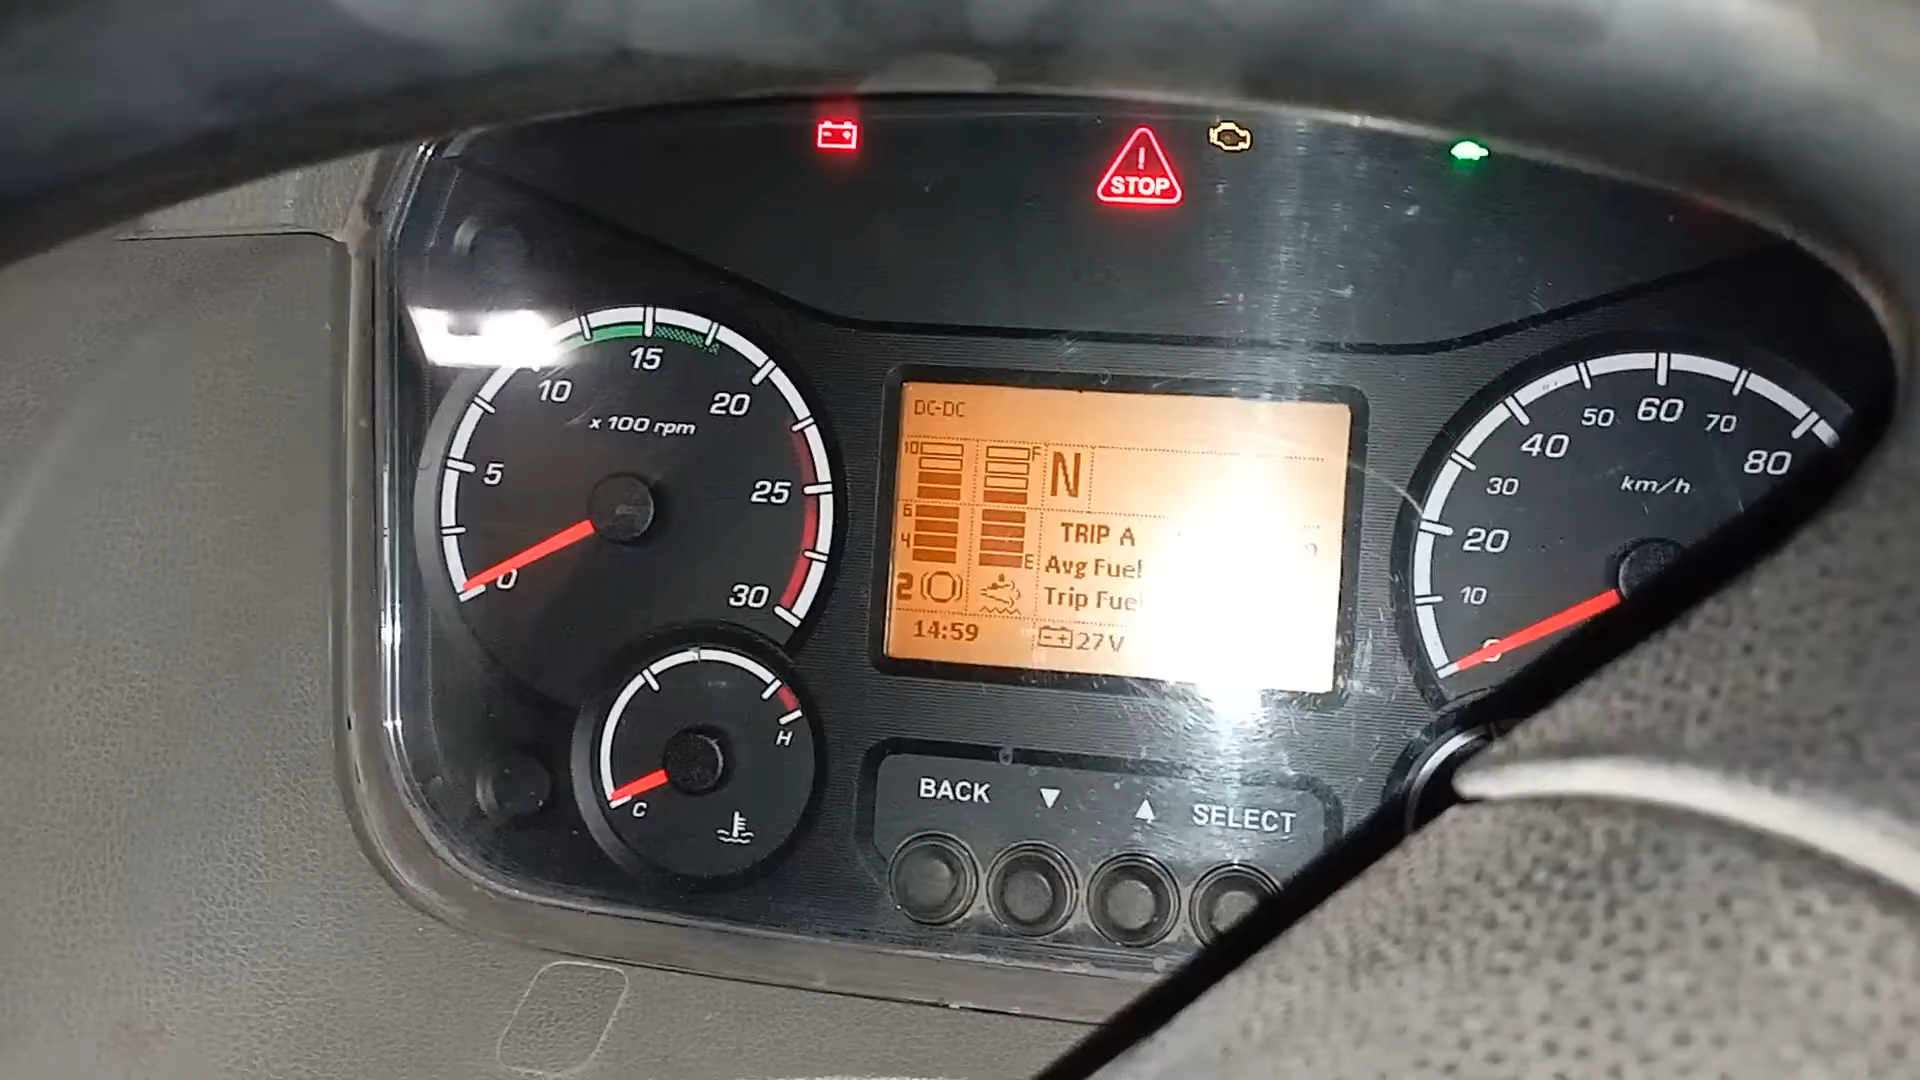 STOP
5
10
15
20
25
30
0
x 100 rpm
DC-DC
10
F
N
6
4
E
2
TRIP A
Avg Fuel
Trip Fuel
14:59
27V
10
20
30
40
50
60
70
80
km/h
C
H
BACK
SELECT